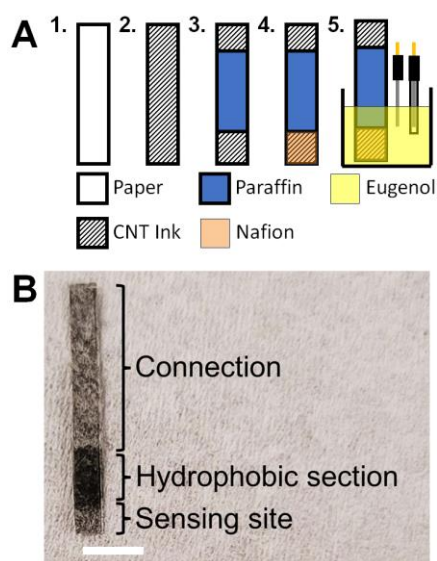 A
1. 2. 3. 4. 5.
Paper Paraffin Eugenol
CNT Ink Nafion
B
Connection
Hydrophobic section
Sensing site